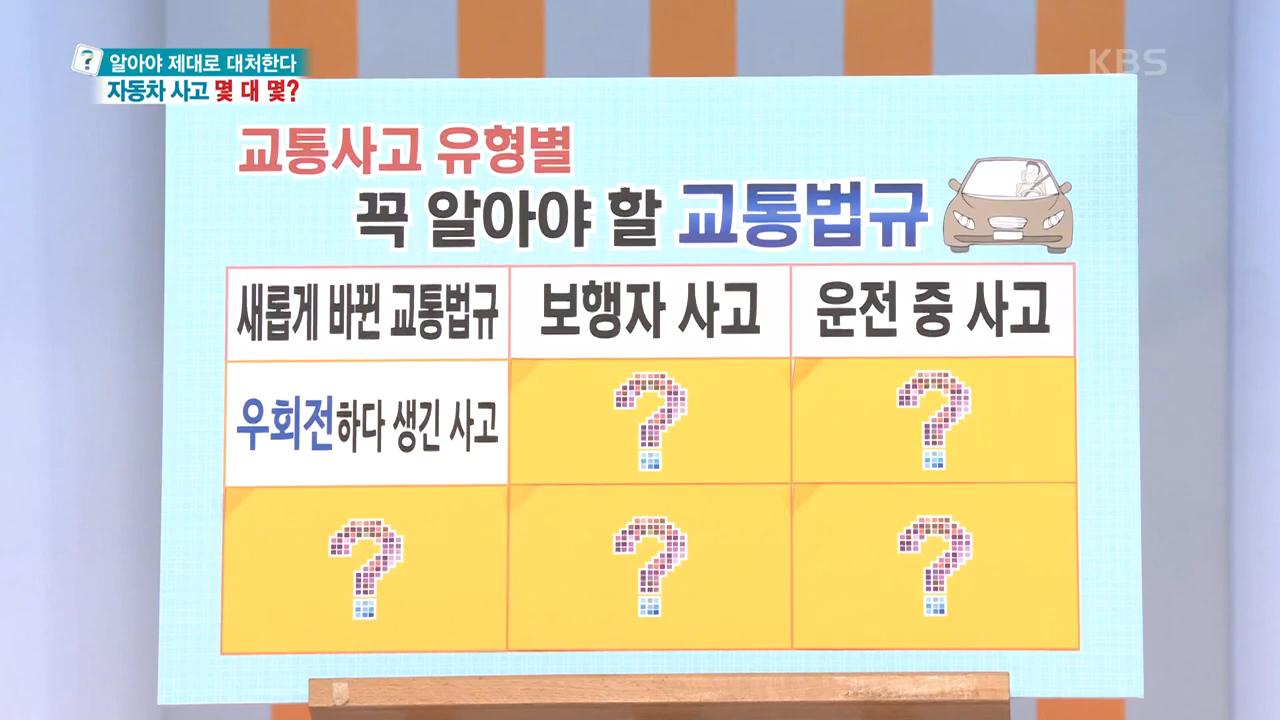 알아야 제대로 대처한다
자동차 사고 몇 대 몇?
KBS
교통사고 유형별
꼭 알아야 할 교통법규
새롭게 바뀐 교통법규
보행자 사고
운전 중 사고
우회전하다 생긴 사고
?
?
?
?
?